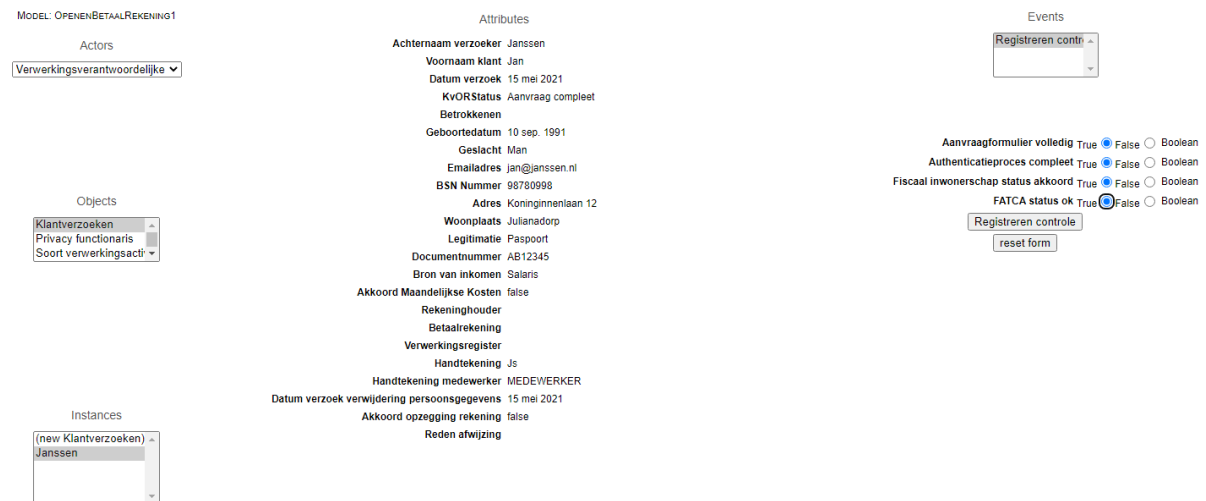 MODEL: OPENENBETAALREKENING1
Actors
Verwerkingsverantwoordelijke
Objects
Klantverzoeken
Privacy functionaris
Soort verwerkingsacti
Instances
(new Klantverzoeken)
Janssen
Attributes
Achternaam verzoeker Janssen
Voornaam klant Jan
Datum verzoek 15 mei 2021
KvORStatus Aanvraag compleet
Betrokkenen
Geboortedatum 10 sep. 1991
Geslacht Man
Emailadres jan@janssen.nl
BSN Nummer 98780998
Adres Koninginnenlaan 12
Woonplaats Julianadorp
Legitimatie Paspoort
Documentnummer AB12345
Bron van inkomen Salaris
Akkoord Maandelijkse Kosten false
Rekeninghouder
Betaalrekening
Verwerkingsregister
Handtekening Js
Handtekening medewerker MEDEWERKER
Datum verzoek verwijdering persoonsgegevens 15 mei 2021
Akkoord opzegging rekening false
Reden afwijzing
Events
Registreren contr
Aanvraagformulier volledig True False Boolean
Authenticatieproces compleet True False Boolean
Fiscaal inwonerschap status akkoord True False Boolean
FATCA status ok True False Boolean
Registreren controle
reset form